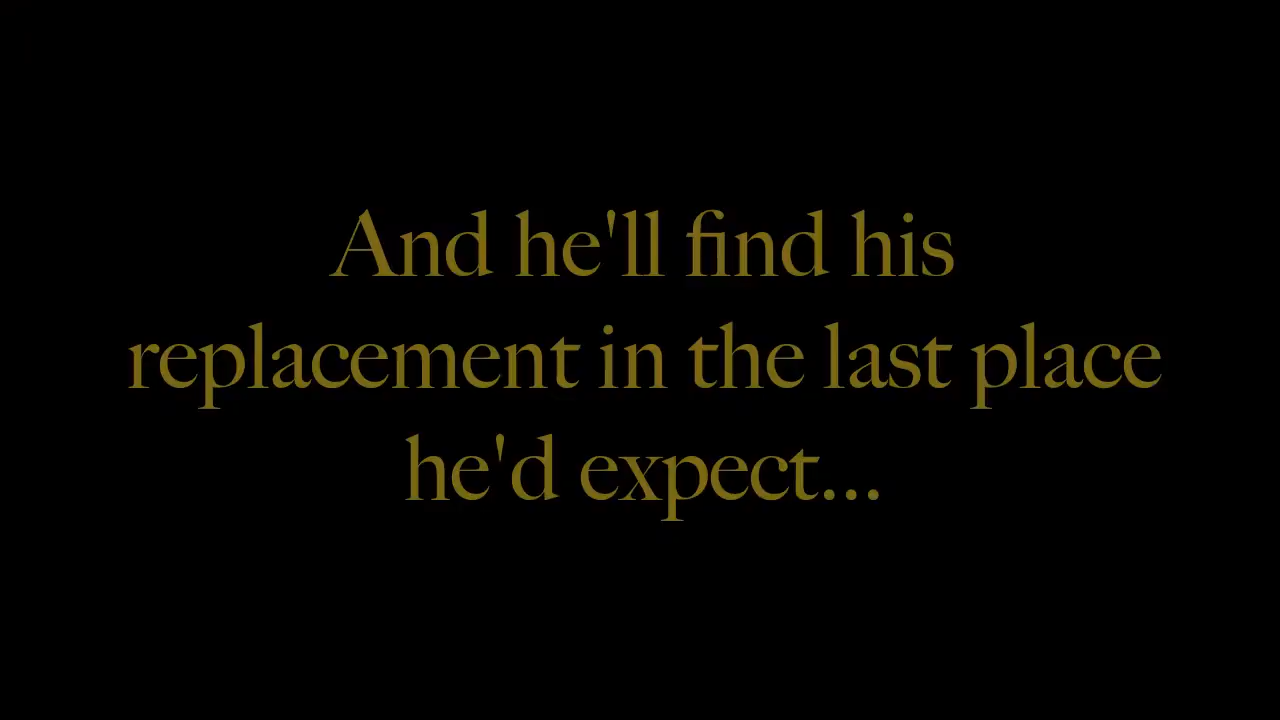 And he'll find his
replacement in the last place
he'd expect...